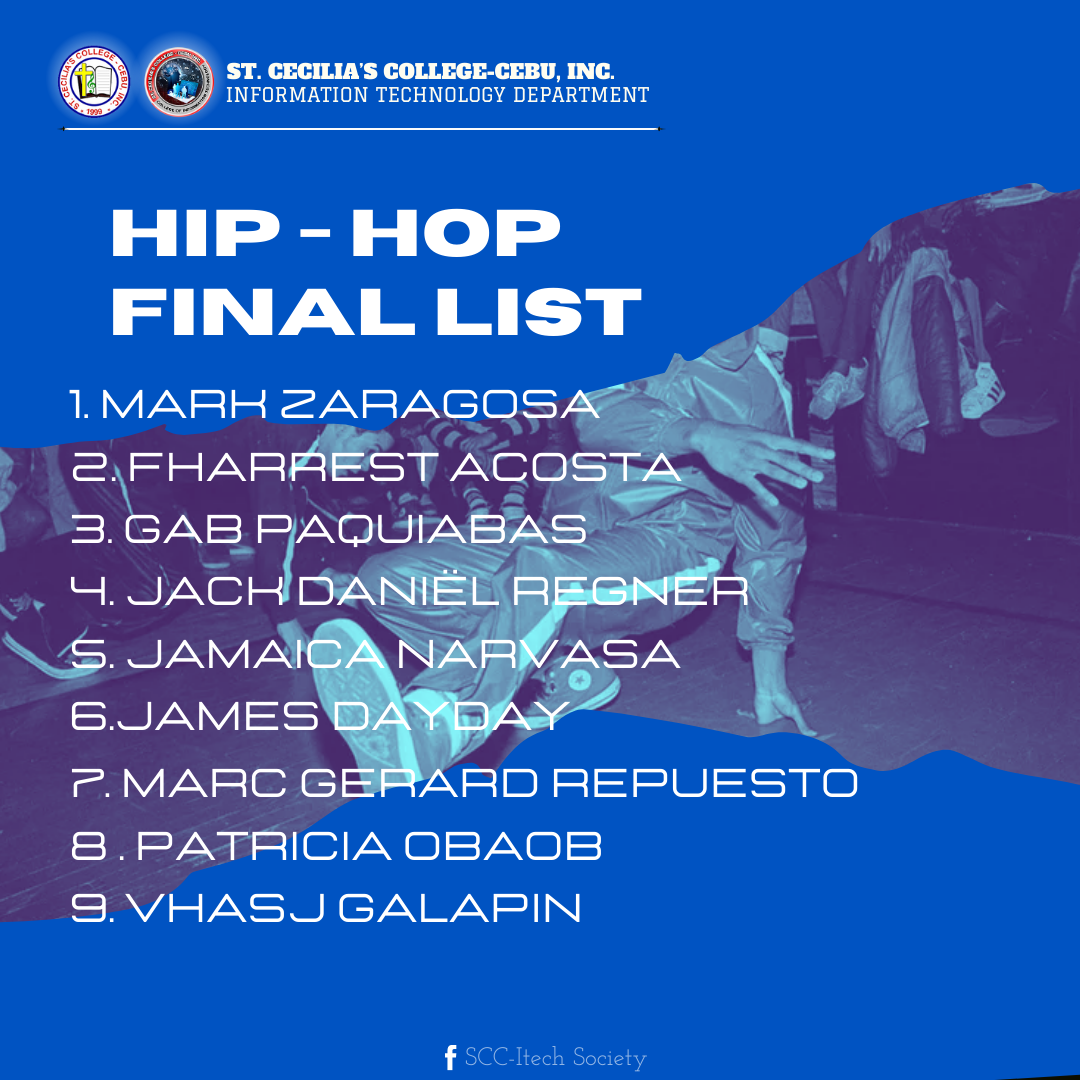 ST. CECILIA'S COLLEGE - CEBU, INC.
1999
ST. CECILIA'S COLLEGE-CEBU, INC.
INFORMATION TECHNOLOGY DEPARTMENT
HIP - HOP
FINAL LIST
1. MARK ZARAGOSA
2. FHARREST ACOSTA
3. GAB PAQUIABAS
4. JACK DANIËL REGNER
5. JAMAICA NARVASA
6.JAMES DAYDAY
7. MARC GERARD REPUESTO
8 . PATRICIA OBAOB
9. VHASJ GALAPIN
f SCC-Itech Society